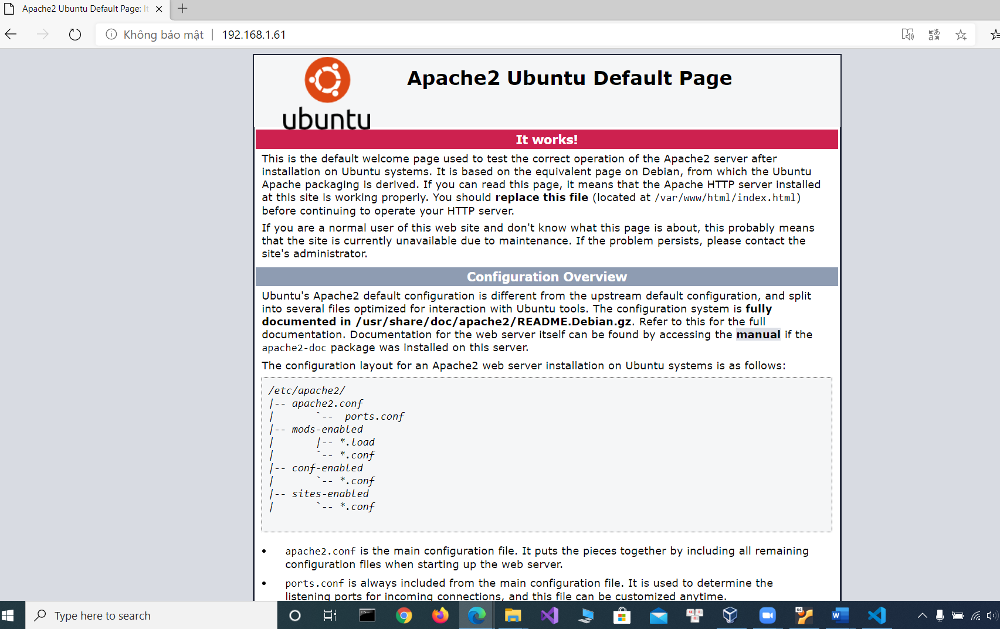 Apache2 Ubuntu Default Page: It
Không bảo mật | 192.168.1.61
ubuntu
Apache2 Ubuntu Default Page
It works!
This is the default welcome page used to test the correct operation of the Apache2 server after
installation on Ubuntu systems. It is based on the equivalent page on Debian, from which the Ubuntu
Apache packaging is derived. If you can read this page, it means that the Apache HTTP server installed
at this site is working properly. You should replace this file (located at /var/www/html/index.html)
before continuing to operate your HTTP server.
If you are a normal user of this web site and don't know what this page is about, this probably means
that the site is currently unavailable due to maintenance. If the problem persists, please contact the
site's administrator.
Configuration Overview
Ubuntu's Apache2 default configuration is different from the upstream default configuration, and split
into several files optimized for interaction with Ubuntu tools. The configuration system is fully
documented in /usr/share/doc/apache2/README.Debian.gz. Refer to this for the full
documentation. Documentation for the web server itself can be found by accessing the manual if the
apache2-doc package was installed on this server.
The configuration layout for an Apache2 web server installation on Ubuntu systems is as follows:
/etc/apache2/
|-- apache2.conf
|       `--  ports.conf
|-- mods-enabled
|       |-- *.load
|       `-- *.conf
|-- conf-enabled
|       `-- *.conf
|-- sites-enabled
|       `-- *.conf
• apache2.conf is the main configuration file. It puts the pieces together by including all remaining
configuration files when starting up the web server.
• ports.conf is always included from the main configuration file. It is used to determine the
listening ports for incoming connections, and this file can be customized anytime.
Type here to search